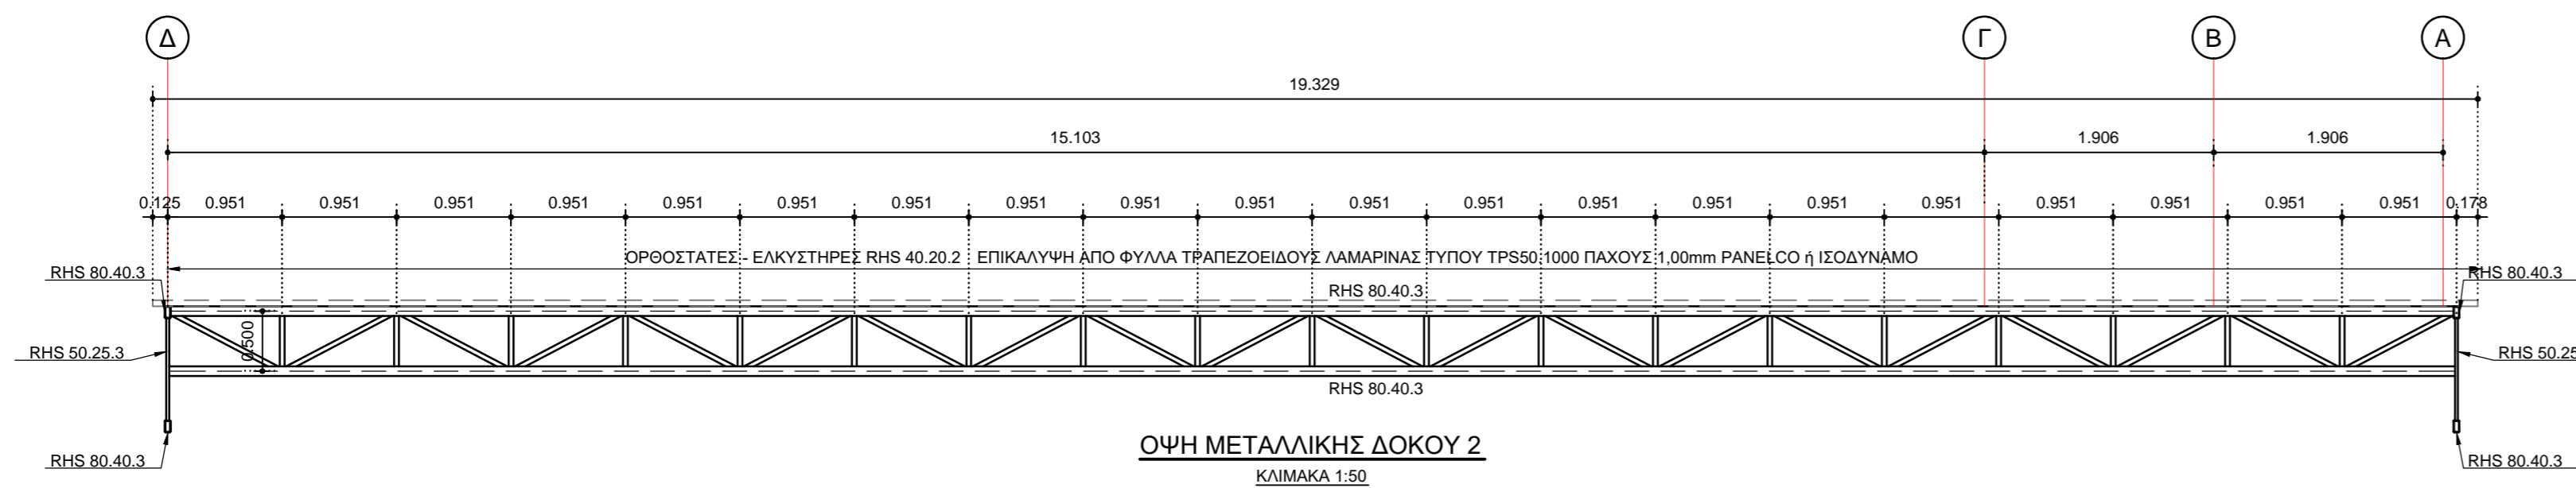 Δ Γ Β Α
19.329
15.103 1.906 1.906
0.125 0.951 0.951 0.951 0.951 0.951 0.951 0.951 0.951 0.951 0.951 0.951 0.951 0.951 0.951 0.951 0.951 0.951 0.951 0.951 0.951 0.178
ΟΡΘΟΣΤΑΤΕΣ - ΕΛΚΥΣΤΗΡΕΣ RHS 40.20.2 ΕΠΙΚΑΛΥΨΗ ΑΠΟ ΦΥΛΛΑ ΤΡΑΠΕΖΟΕΙΔΟΥΣ ΛΑΜΑΡΙΝΑΣ ΤΥΠΟΥ TPS50.1000 ΠΑΧΟΥΣ 1,00mm PANELCO ή ΙΣΟΔΥΝΑΜΟ
RHS 80.40.3 RHS 80.40.3
RHS 80.40.3
0.500
RHS 50.25.3 RHS 50.25
RHS 80.40.3
ΟΨΗ ΜΕΤΑΛΛΙΚΗΣ ΔΟΚΟΥ 2
RHS 80.40.3 RHS 80.40.3
ΚΛΙΜΑΚΑ 1:50